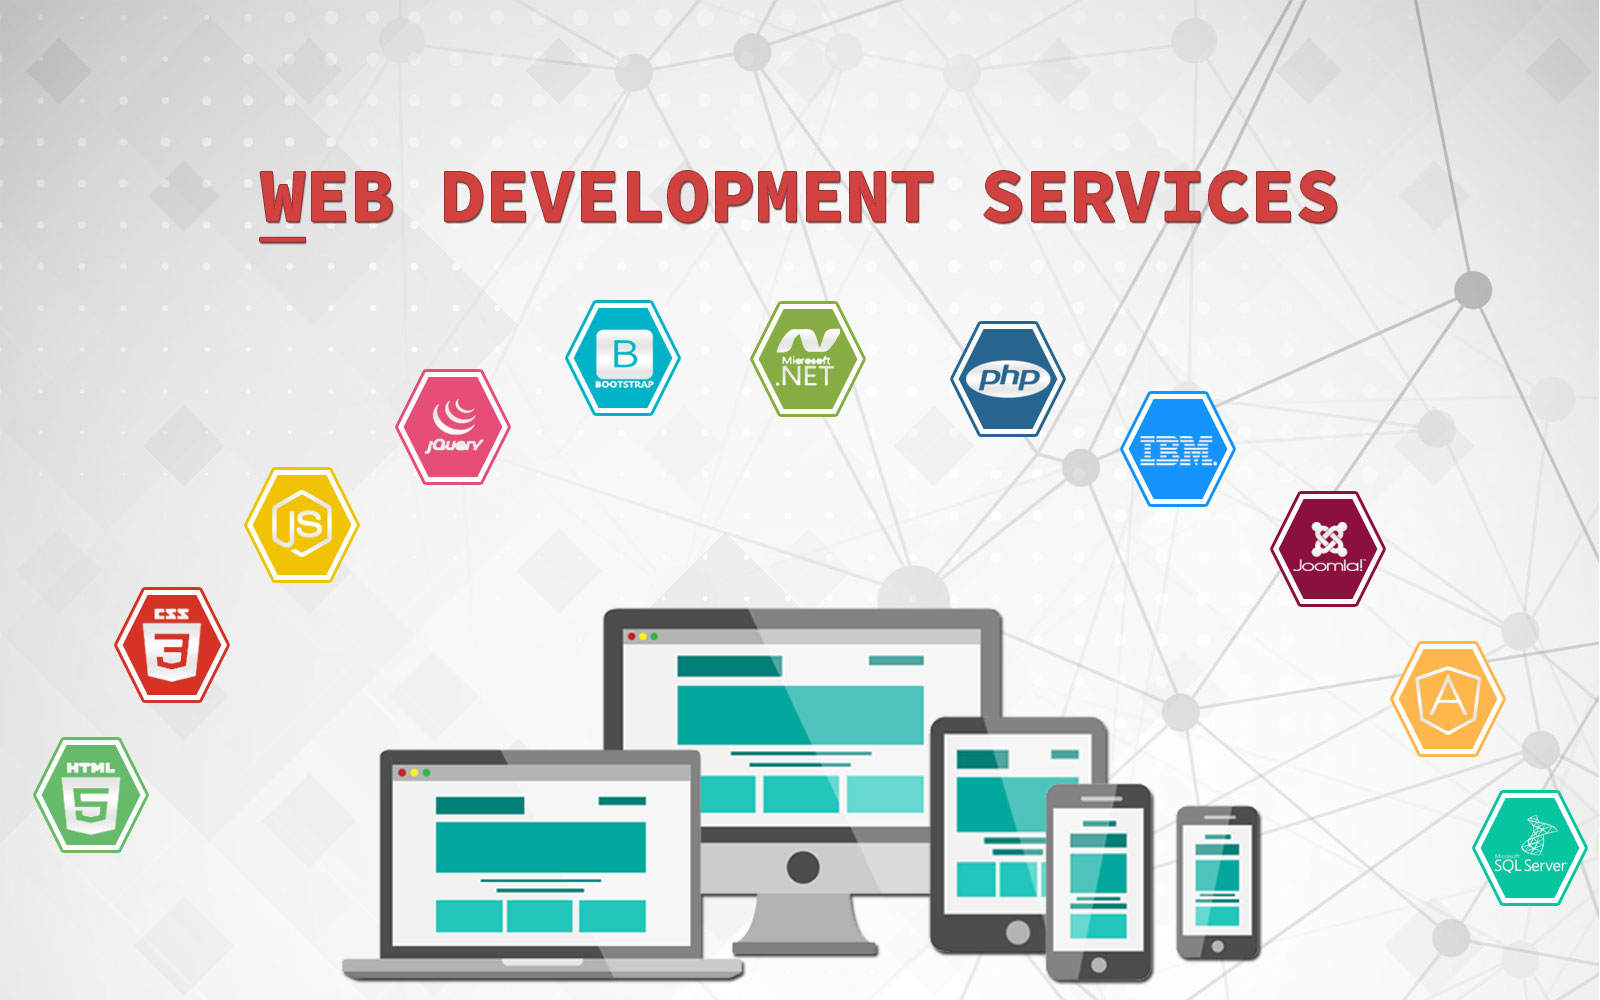 WEB DEVELOPMENT SERVICES
B
BOOTSTRAP
Microsoft
.NET
php
jQuery
IBM
JS
Joomla!
CSS
3
A
HTML
5
Microsoft
SQL Server